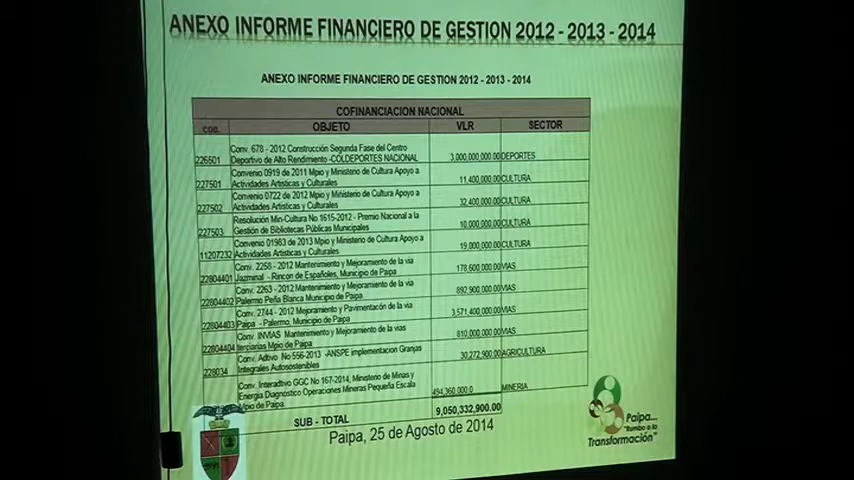 ANEXO INFORME FINANCIERO DE GESTION 2012 - 2013 - 2014
ANEXO INFORME FINANCIERO DE GESTION 2012 - 2013 - 2014
COFINANCIACION NACIONAL
COD. OBJETO VLR SECTOR
Conv. 678 - 2012 Construcción Segunda Fase del Centro
226501 Deportivo de Alto Rendimiento -COLDEPORTES NACIONAL 3,000,000,000.00 DEPORTES
Convenio 0919 de 2011 Mpio y Ministerio de Cultura Apoyo a
227501 Actividades Artisticas y Culturales 11,400,000.00 CULTURA
Convenio 0722 de 2012 Mpio y Ministerio de Cultura Apoyo a
227502 Actividades Artisticas y Culturales 32,400,000.00 CULTURA
Resolución Min-Cultura No 1615-2012 - Premio Nacional a la
227503 Gestión de Bibliotecas Públicas Municipales 10,000,000.00 CULTURA
Convenio 01983 de 2013 Mpio y Ministerio de Cultura Apoyo a
11207232 Actividades Artisticas y Culturales 19,000,000.00 CULTURA
Conv. 2258 - 2012 Mantenimiento y Mejoramiento de la via
22804401 Jazminal - Rincon de Españoles, Municipio de Paipa 178,600,000.00 VIAS
Conv. 2263 - 2012 Mantenimiento y Mejoramiento de la via
22804402 Palermo Peña Blanca Municipio de Paipa 892,900,000.00 VIAS
Conv. 2744 - 2012 Mejoramiento y Pavimentación de la via
22804403 Paipa - Palermo, Municipio de Paipa 3,571,400,000.00 VIAS
Conv. INVIAS Mantenimiento y Mejoramiento de las vias
22804404 terciarias Mpio de Paipa 810,000,000.00 VIAS
Conv. Adtivo No 556-2013 -ANSPE implementacion Granjas
228034 Integrales Autosostenibles 30,272,900.00 AGRICULTURA
Conv. Interadtivo GGC No 167-2014, Ministerio de Minas y
Energia Diagnostico Operaciones Mineras Pequeña Escala
Mpio de Paipa. 494,360,000.0 MINERIA
SUB - TOTAL 9,050,332,900.00
Paipa, 25 de Agosto de 2014
Paipa...
"Rumbo a la
Transformación"